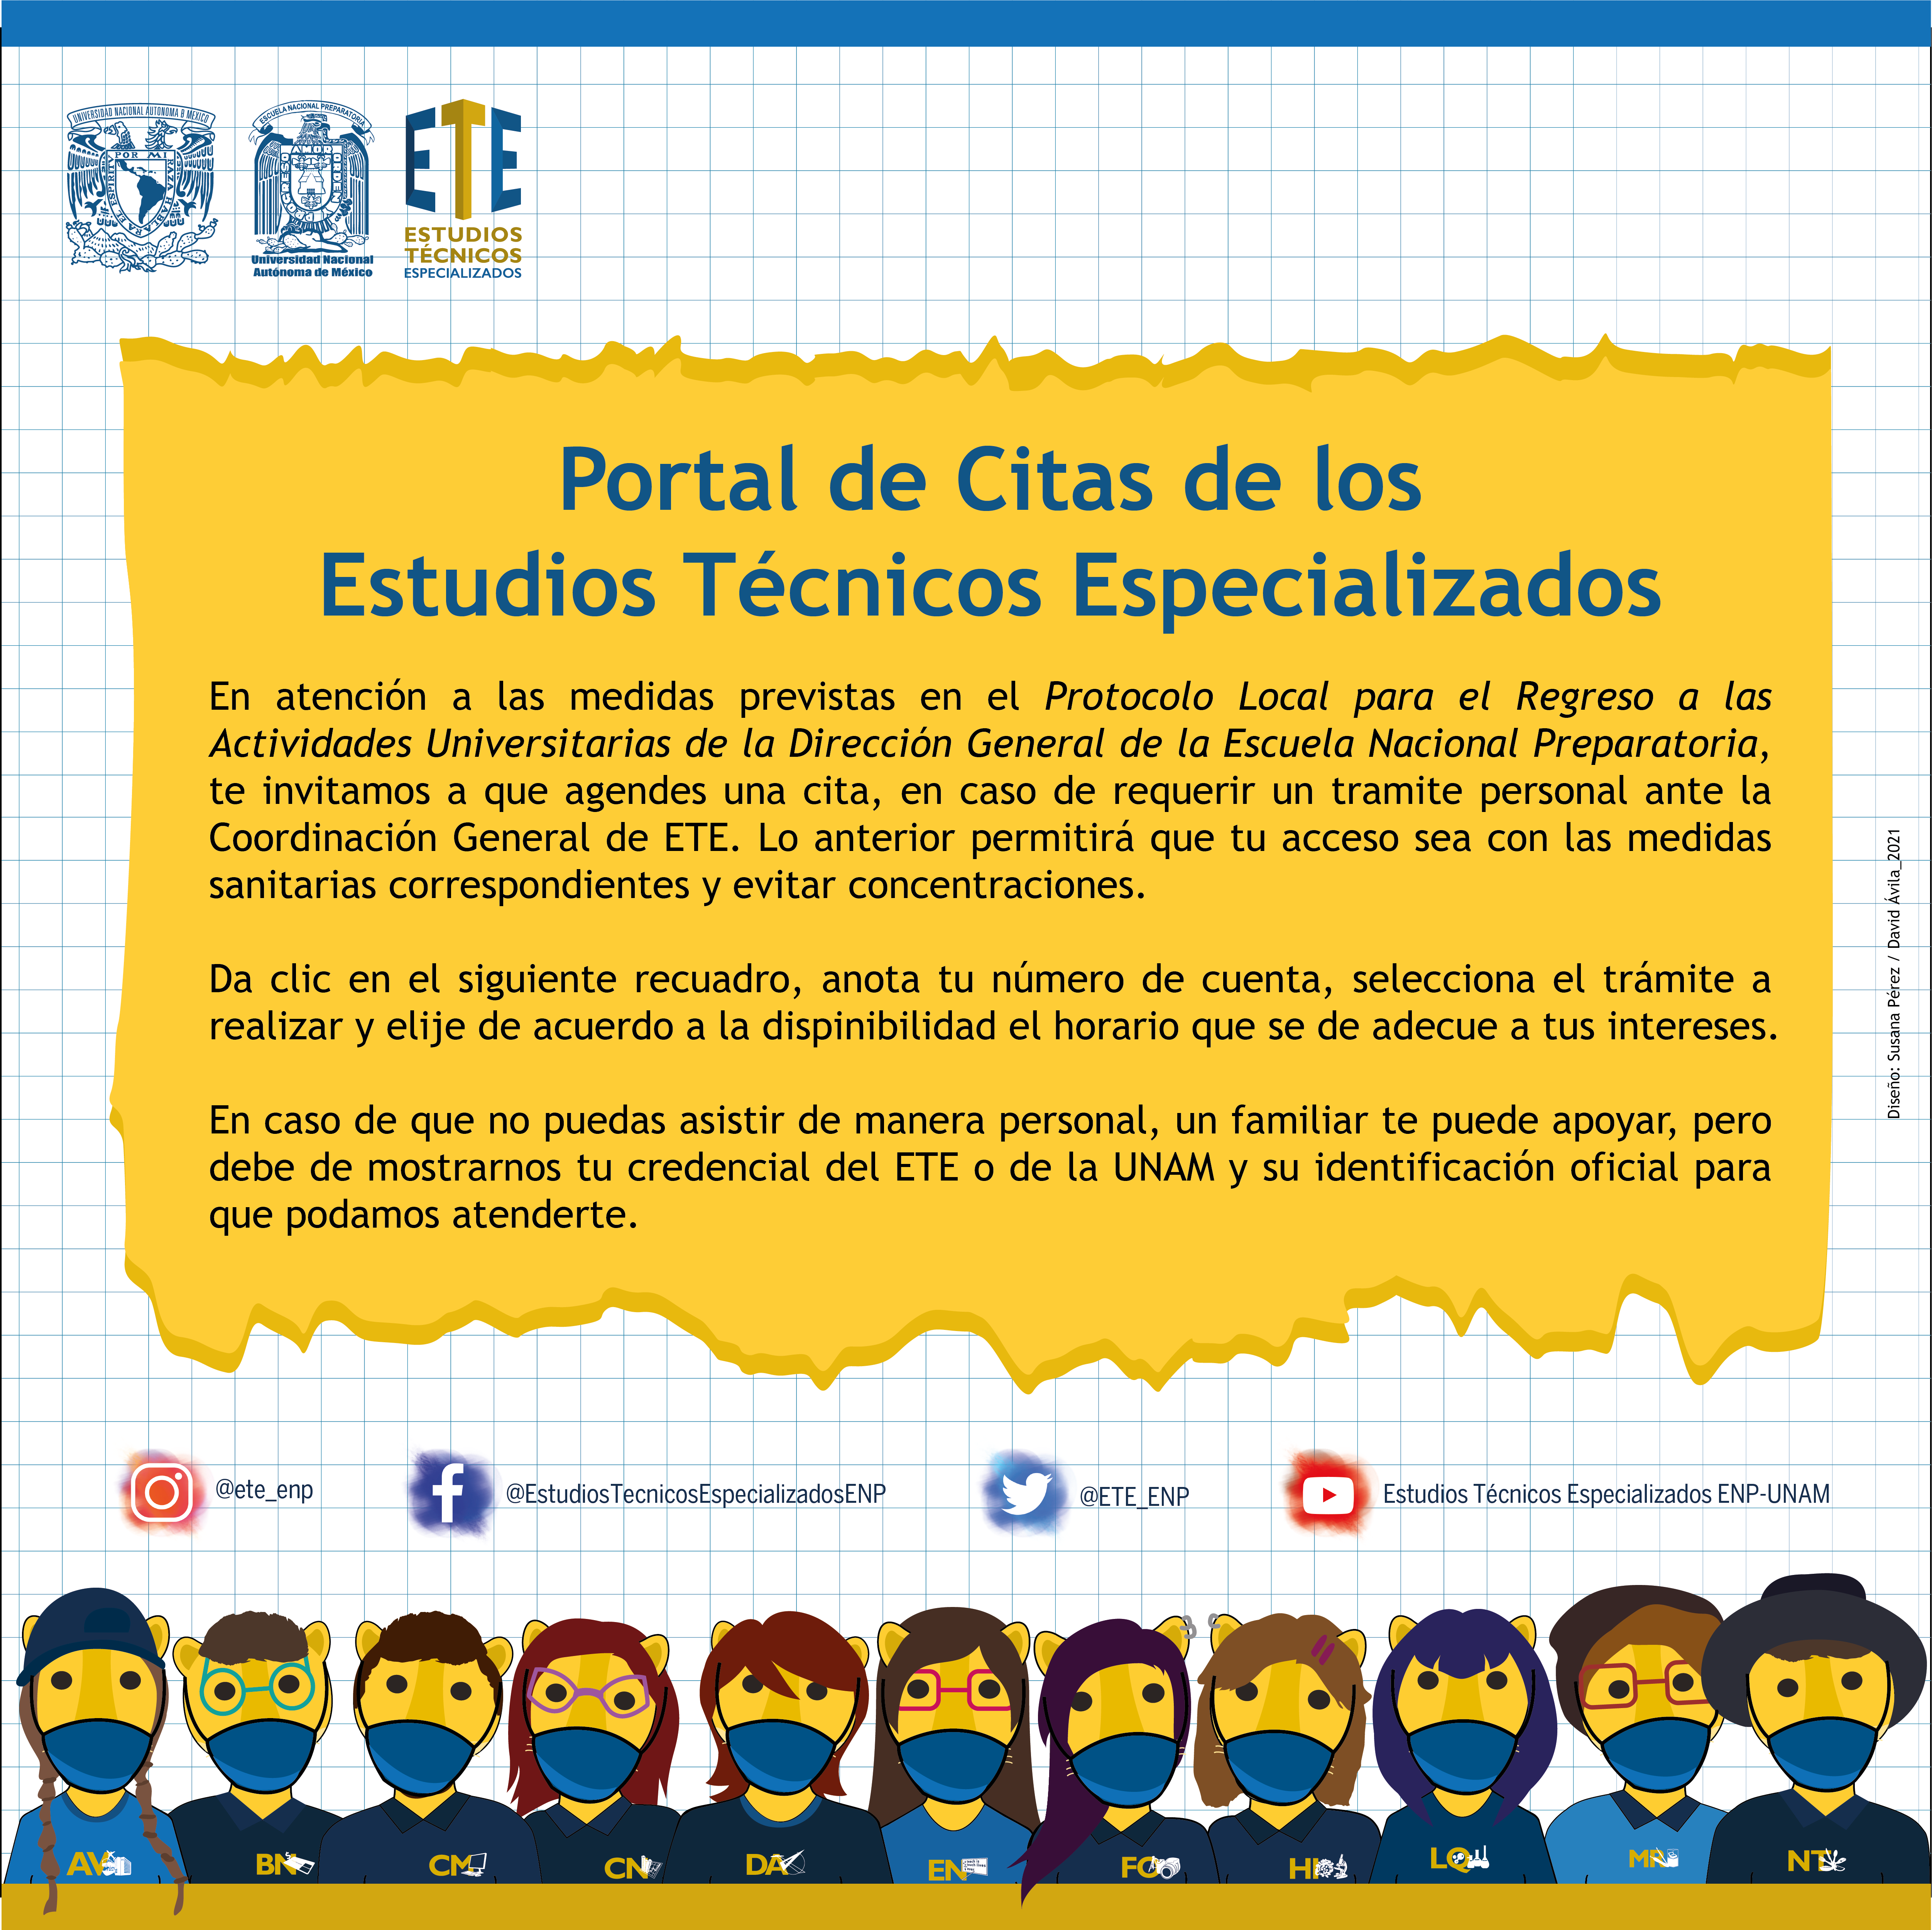 UNIVERSIDAD NACIONAL AUTONOMA D MEXICO
POR MI RAZA HABLARA EL ESPIRITU
ESCUELA NACIONAL PREPARATORIA
AMOR ORDEN PROGRESO
Universidad Nacional
Autónoma de México
ETE
ESTUDIOS
TÉCNICOS
ESPECIALIZADOS
Portal de Citas de los
Estudios Técnicos Especializados
En atención a las medidas previstas en el Protocolo Local para el Regreso a las
Actividades Universitarias de la Dirección General de la Escuela Nacional Preparatoria,
te invitamos a que agendes una cita, en caso de requerir un tramite personal ante la
Coordinación General de ETE. Lo anterior permitirá que tu acceso sea con las medidas
sanitarias correspondientes y evitar concentraciones.
Da clic en el siguiente recuadro, anota tu número de cuenta, selecciona el trámite a
realizar y elije de acuerdo a la dispinibilidad el horario que se de adecue a tus intereses.
En caso de que no puedas asistir de manera personal, un familiar te puede apoyar, pero
debe de mostrarnos tu credencial del ETE o de la UNAM y su identificación oficial para
que podamos atenderte.
Diseño: Susana Pérez / David Ávila_2021
@ete_enp
@EstudiosTecnicosEspecializadosENP
@ETE_ENP
Estudios Técnicos Especializados ENP-UNAM
AV
BN
CM
CN
DA
EN
FO
HI
LQ
MR
NT